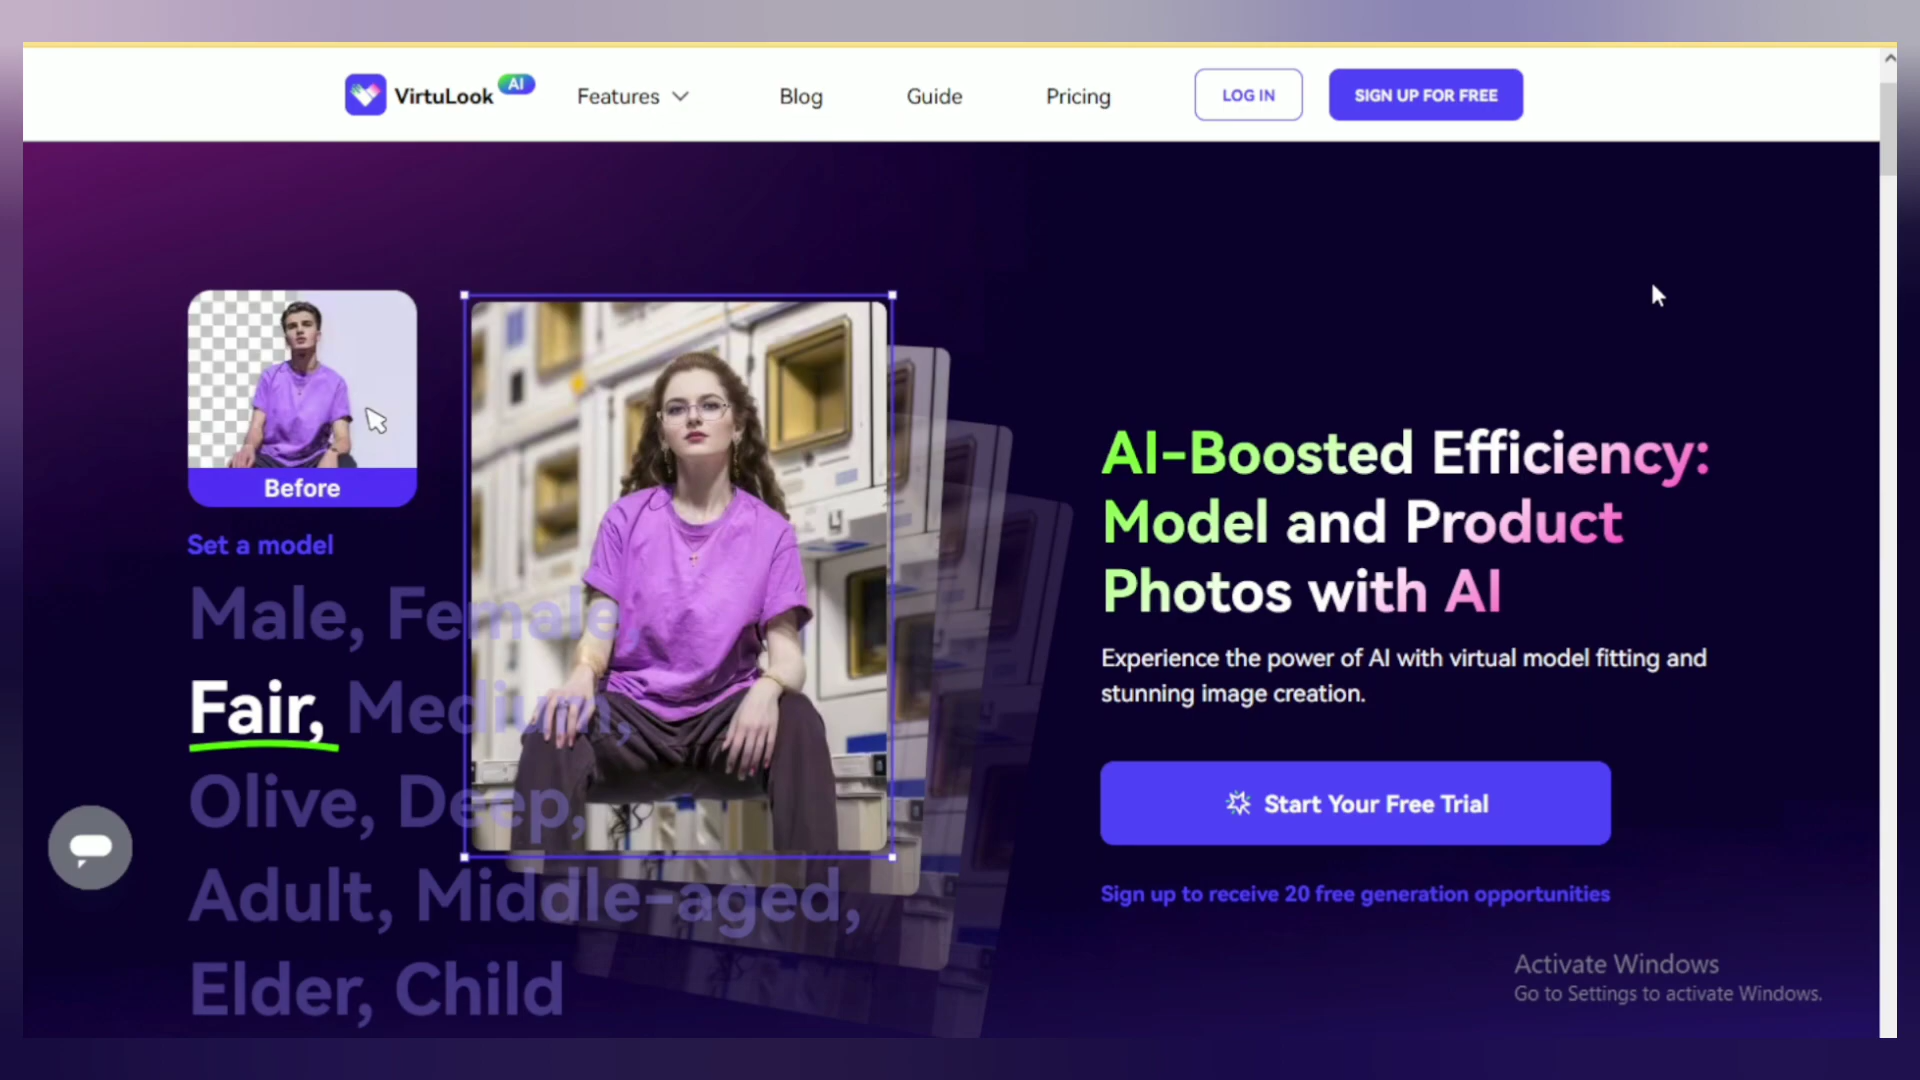 VirtuLook AI
Features
Blog
Guide
Pricing
LOG IN
SIGN UP FOR FREE
Before
Set a model
Male, Female,
Fair, Medium,
Olive, Deep,
Adult, Middle-aged,
Elder, Child
AI-Boosted Efficiency:
Model and Product
Photos with AI
Experience the power of AI with virtual model fitting and
stunning image creation.
Start Your Free Trial
Sign up to receive 20 free generation opportunities
Activate Windows
Go to Settings to activate Windows.